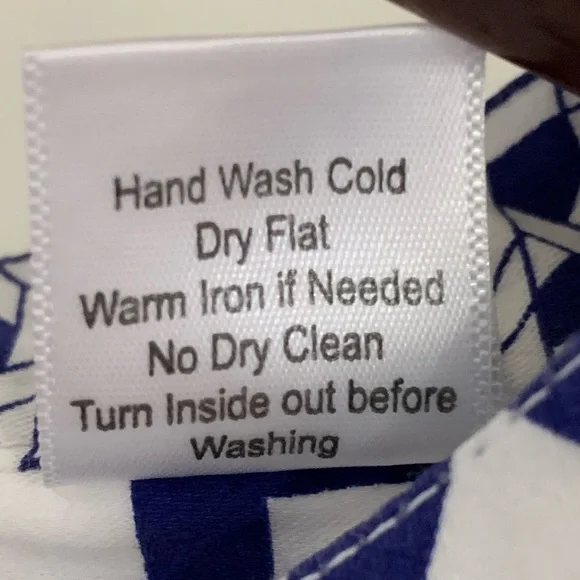 Hand Wash Cold
Dry Flat
Warm Iron if Needed
No Dry Clean
Turn Inside out before
Washing